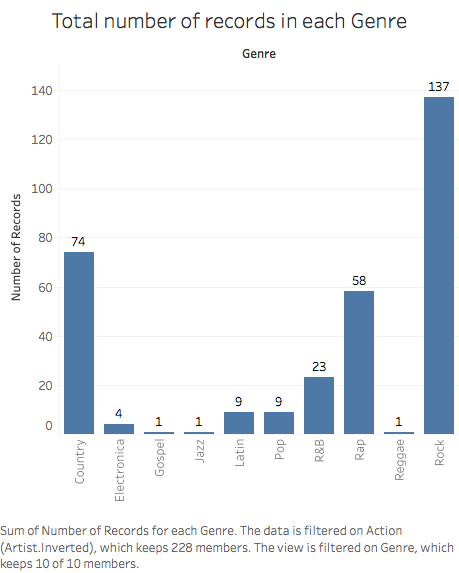 Total number of records in each Genre
Genre
Number of Records
140
120
100
80
60
40
20
0
74
4
1
1
9
9
23
58
1
137
Country
Electronica
Gospel
Jazz
Latin
Pop
R&B
Rap
Reggae
Rock
Sum of Number of Records for each Genre. The data is filtered on Action
(Artist.Inverted), which keeps 228 members. The view is filtered on Genre, which
keeps 10 of 10 members.